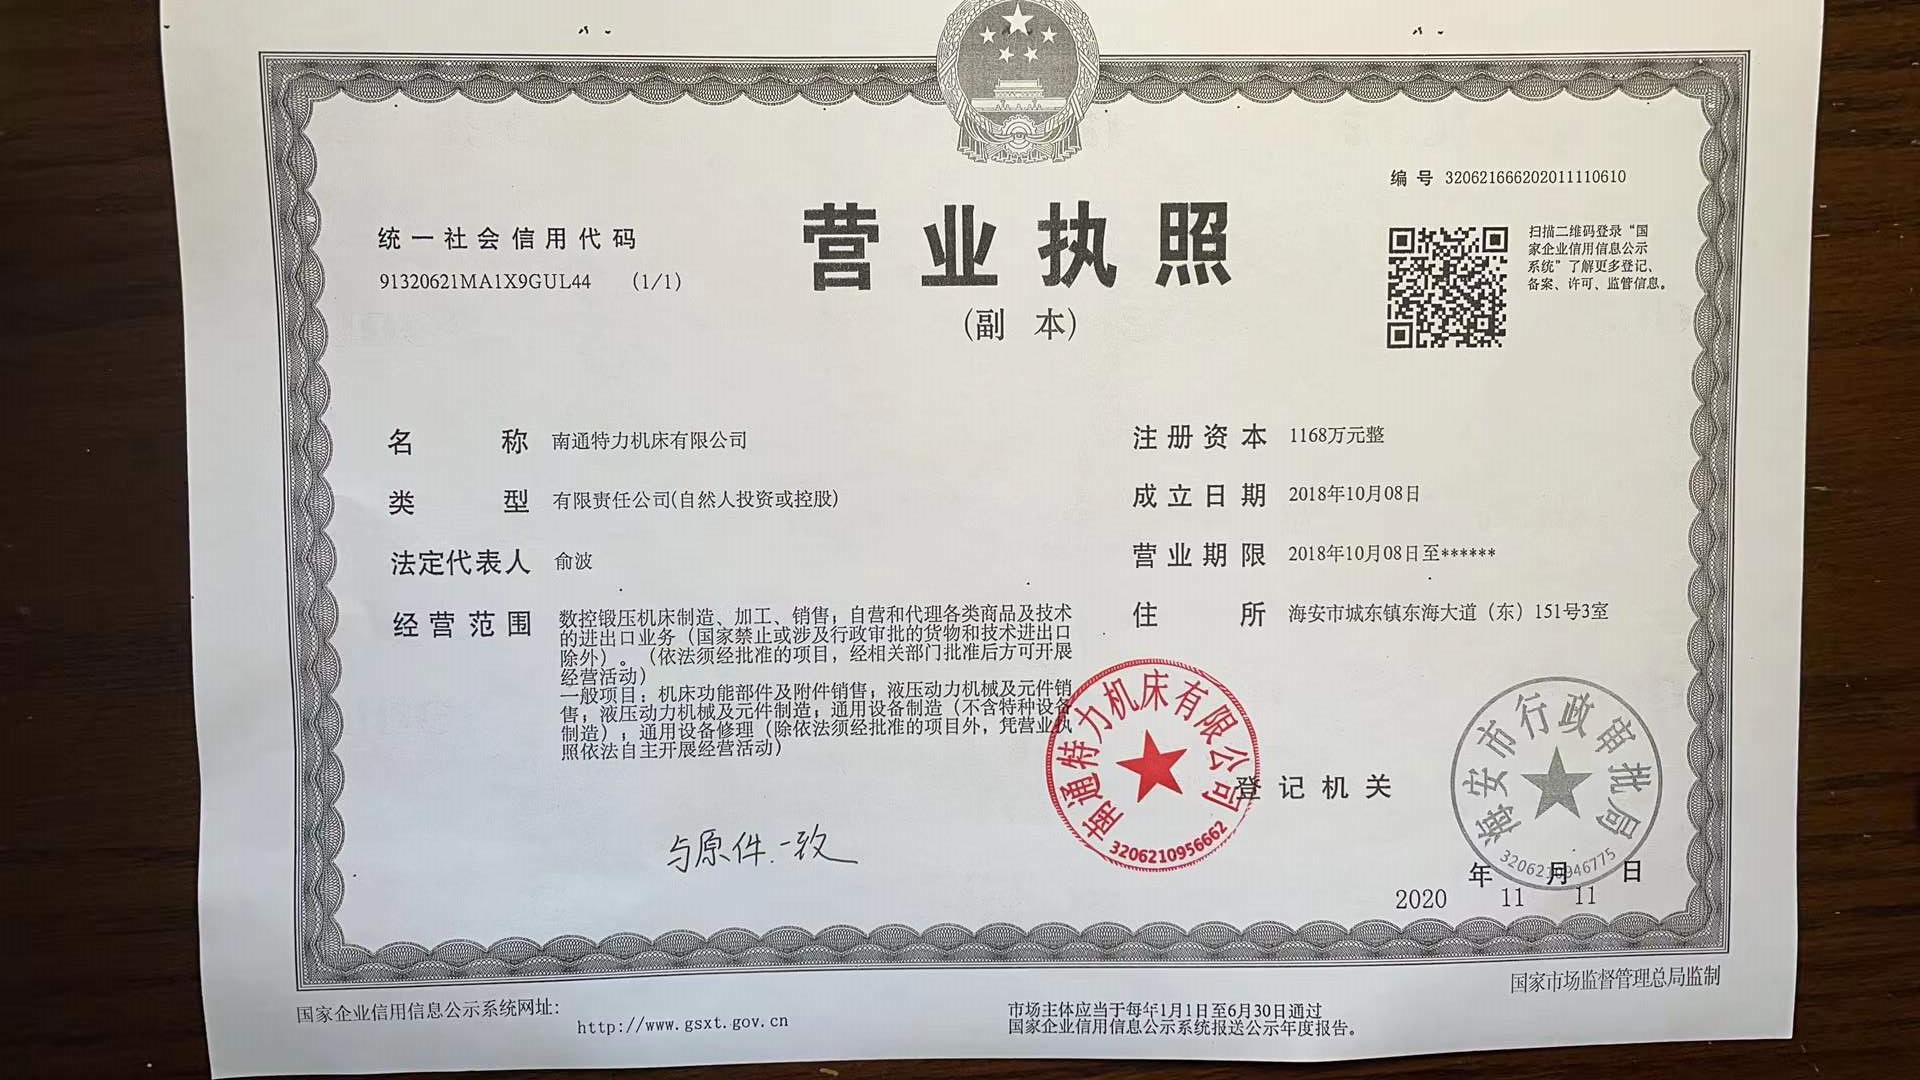 编号 320621666202011110610
统一社会信用代码
91320621MA1X9GUL44 (1/1)
营业执照
(副 本)
扫描二维码登录“国
家企业信用信息公示
系统”了解更多登记、
备案、许可、监管信息。
名称 南通特力机床有限公司
类型 有限责任公司(自然人投资或控股)
法定代表人 俞波
经营范围 数控锻压机床制造、加工、销售；自营和代理各类商品及技术
的进出口业务（国家禁止或涉及行政审批的货物和技术进出口
除外）。（依法须经批准的项目，经相关部门批准后方可开展
经营活动）
一般项目：机床功能部件及附件销售；液压动力机械及元件销
售；液压动力机械及元件制造；通用设备制造（不含特种设备
制造）；通用设备修理（除依法须经批准的项目外，凭营业执
照依法自主开展经营活动）
注册资本 1168万元整
成立日期 2018年10月08日
营业期限 2018年10月08日至******
住所 海安市城东镇东海大道（东）151号3室
南通特力机床有限公司
3206210956662
登记机关
海安市行政审批局
3206210946775
与原件一致
年 月 日
2020 11 11
国家市场监督管理总局监制
国家企业信用信息公示系统网址：
http://www.gsxt.gov.cn
市场主体应当于每年1月1日至6月30日通过
国家企业信用信息公示系统报送公示年度报告。